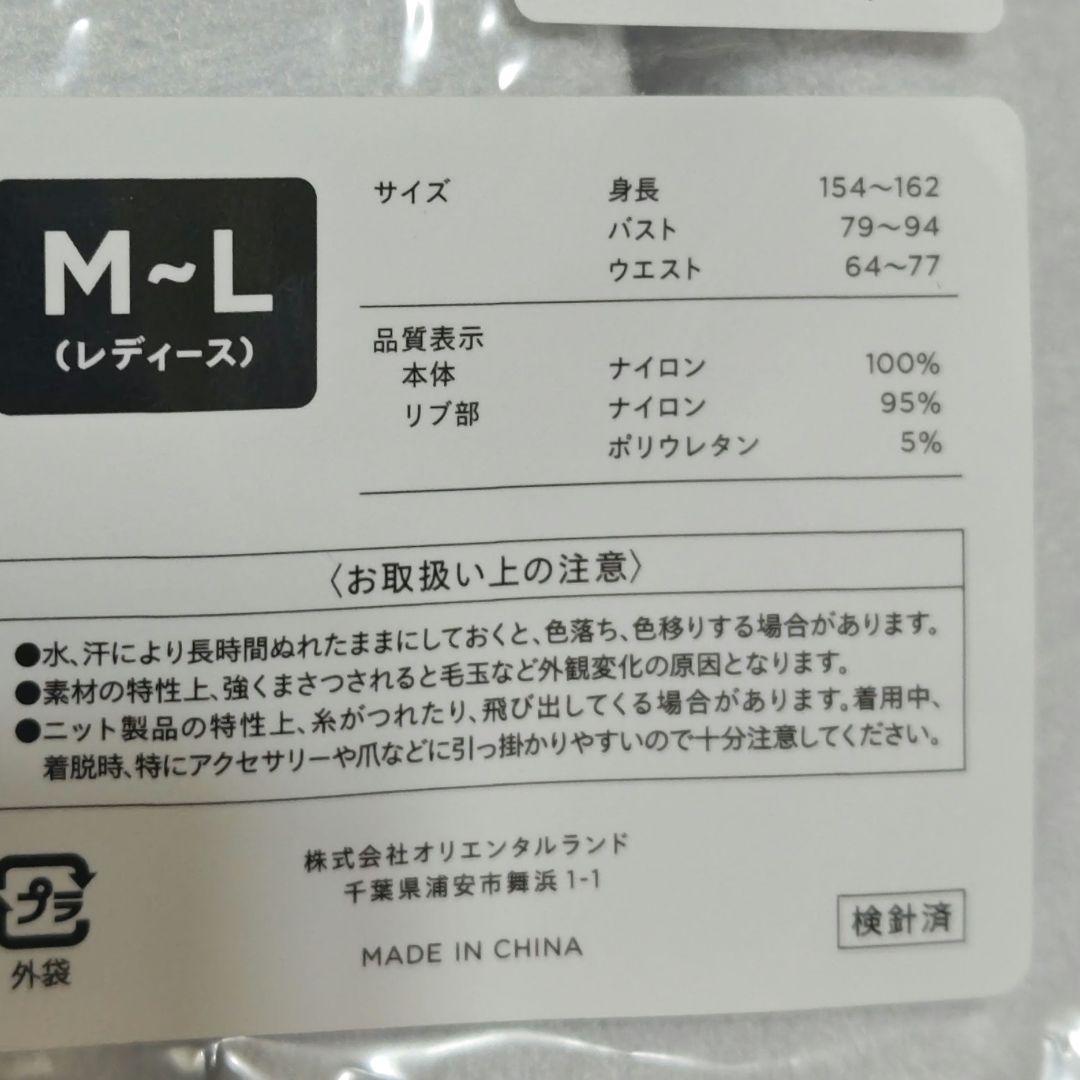 M~L
(レディース)
サイズ 身長 154～162
バスト 79～94
ウエスト 64～77
品質表示
本体 ナイロン 100%
リブ部 ナイロン 95%
ポリウレタン 5%
〈お取扱い上の注意〉
●水、汗により長時間ぬれたままにしておくと、色落ち、色移りする場合があります。
●素材の特性上、強くまさつされると毛玉など外観変化の原因となります。
●ニット製品の特性上、糸がつれたり、飛び出してくる場合があります。着用中、
着脱時、特にアクセサリーや爪などに引っ掛かりやすいので十分注意してください。
プラ
外袋
株式会社オリエンタルランド
千葉県浦安市舞浜1-1
MADE IN CHINA
検針済